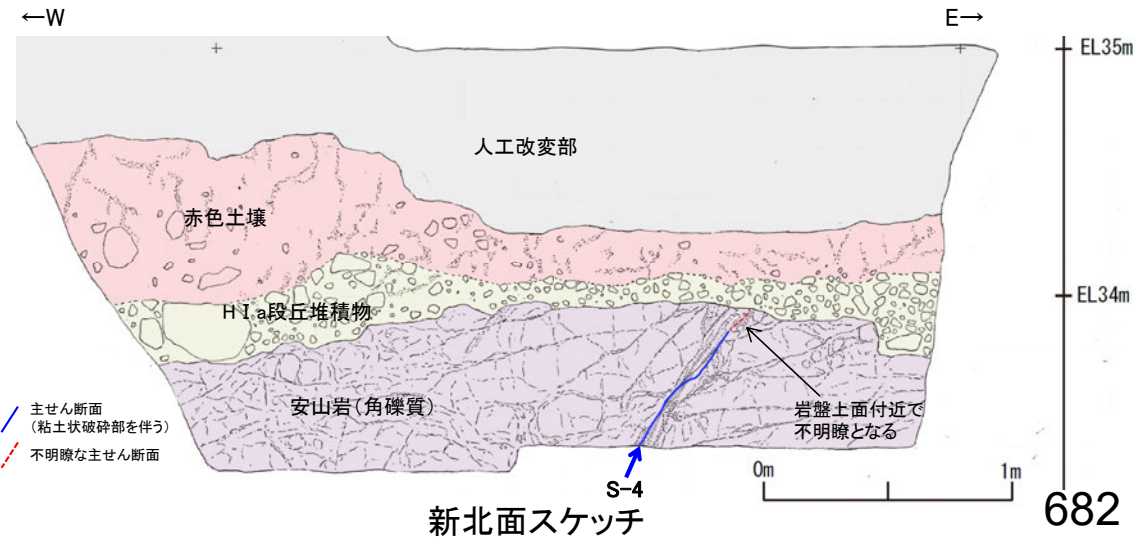 ←W
E→
EL35m
人工改変部
赤色土壌
EL34m
HⅠa段丘堆積物
安山岩(角礫質)
岩盤上面付近で
不明瞭となる
主せん断面
(粘土状破砕部を伴う)
不明瞭な主せん断面
S-4
0m
1m
新北面スケッチ
682